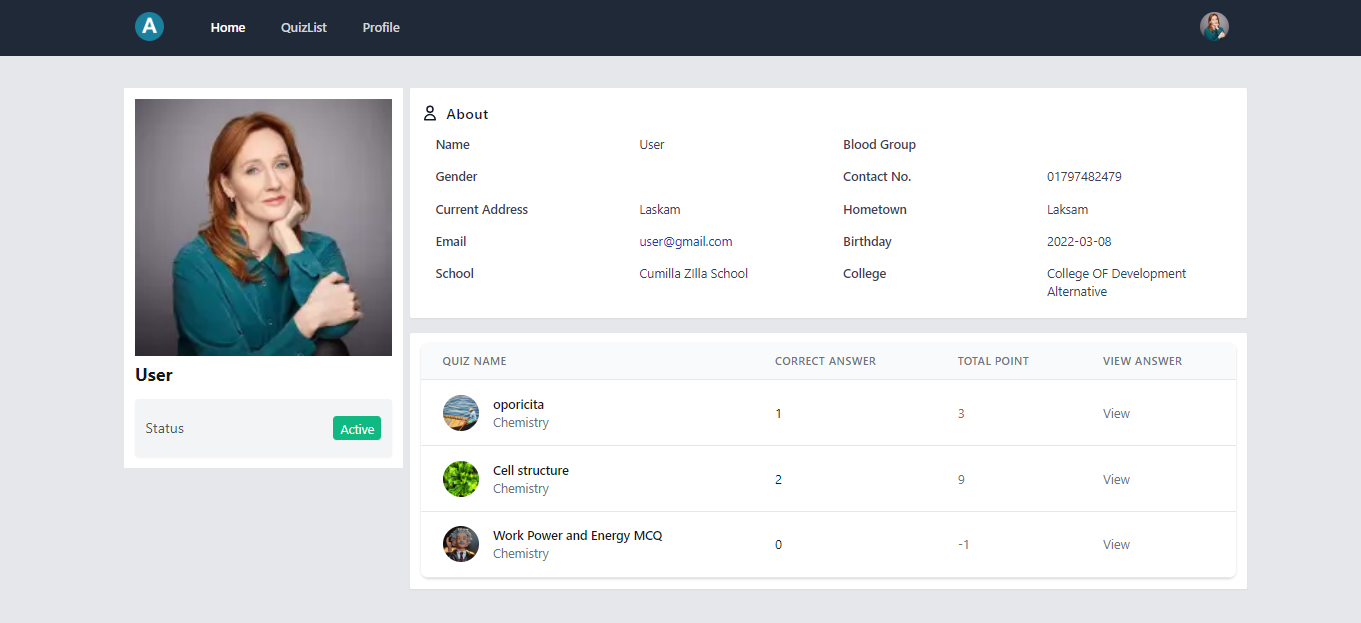 A Home QuizList Profile
User
Status Active
About
Name User Blood Group
Gender Contact No. 01797482479
Current Address Laskam Hometown Laksam
Email user@gmail.com Birthday 2022-03-08
School Cumilla ZIlla School College College OF Development
Alternative
QUIZ NAME CORRECT ANSWER TOTAL POINT VIEW ANSWER
oporicita
Chemistry
1 3 View
Cell structure
Chemistry
2 9 View
Work Power and Energy MCQ
Chemistry
0 -1 View